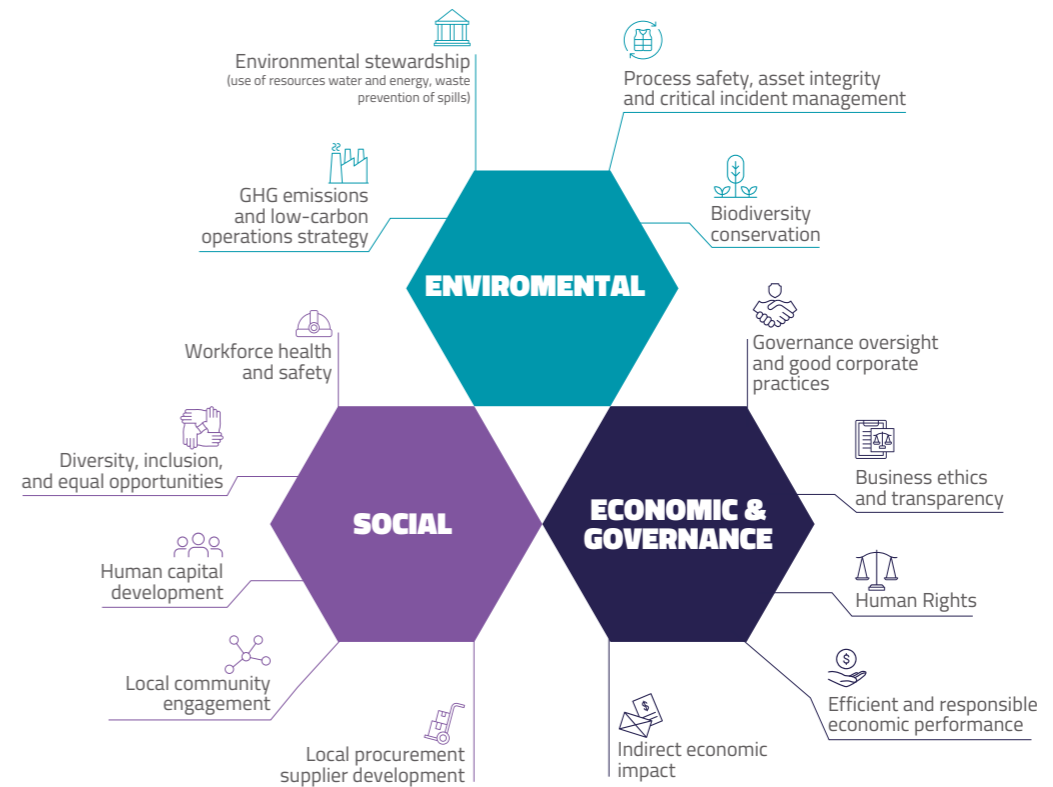 Environmental stewardship
(use of resources water and energy, waste
prevention of spills)
Process safety, asset integrity
and critical incident management
GHG emissions
and low-carbon
operations strategy
Biodiversity
conservation
ENVIROMENTAL
Workforce health
and safety
Governance oversight
and good corporate
practices
Diversity, inclusion,
and equal opportunities
Business ethics
and transparency
SOCIAL
ECONOMIC &
GOVERNANCE
Human capital
development
Human Rights
Local community
engagement
Efficient and responsible
economic performance
Local procurement
supplier development
Indirect economic
impact